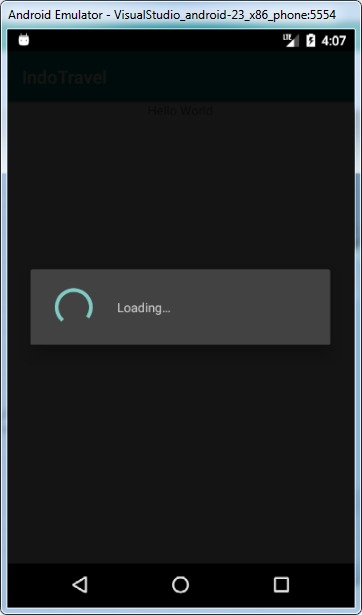 Android Emulator - VisualStudio_android-23_x86_phone:5554
LTE 4:07
IndoTravel
Hello World
Loading...